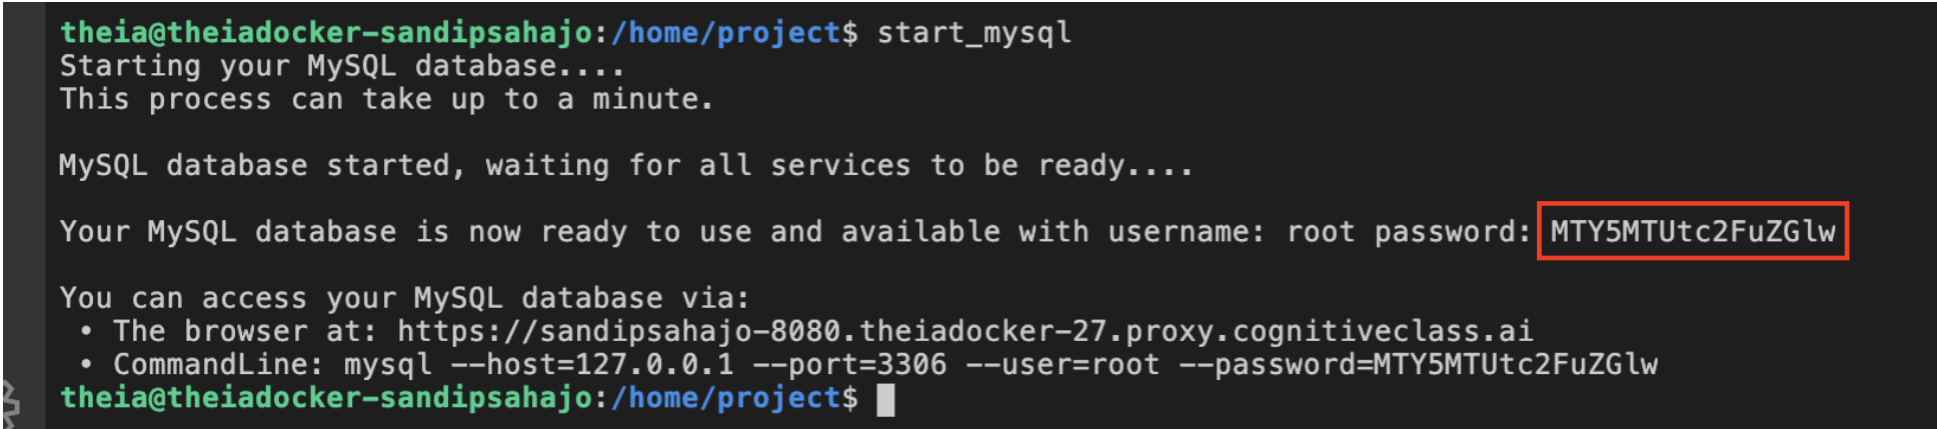 theia@theiadocker-sandipsahajo:/home/project$ start_mysql
Starting your MySQL database....
This process can take up to a minute.
MySQL database started, waiting for all services to be ready....
Your MySQL database is now ready to use and available with username: root password: MTY5MTUtc2FuZGlw
You can access your MySQL database via:
• The browser at: https://sandipsahajo-8080.theiadocker-27.proxy.cognitiveclass.ai
• CommandLine: mysql --host=127.0.0.1 --port=3306 --user=root --password=MTY5MTUtc2FuZGlw
theia@theiadocker-sandipsahajo:/home/project$